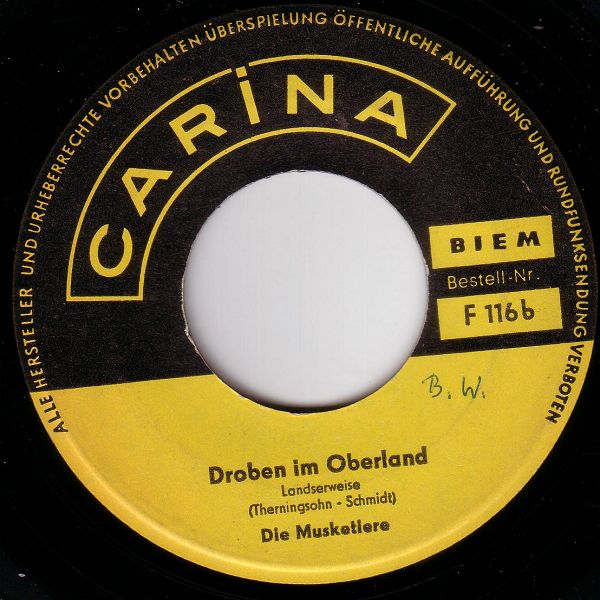 ALLE HERSTELLER UND URHEBERRECHTE VORBEHALTEN ÜBERSPIELUNG ÖFFENTLICHE AUFFÜHRUNG UND RUNDFUNKSENDUNG VERBOTEN
CARINA
BIEM
Bestell-Nr.
F 116b
B. W.
Droben im Oberland
Landserweise
(Therningsohn - Schmidt)
Die Musketiere